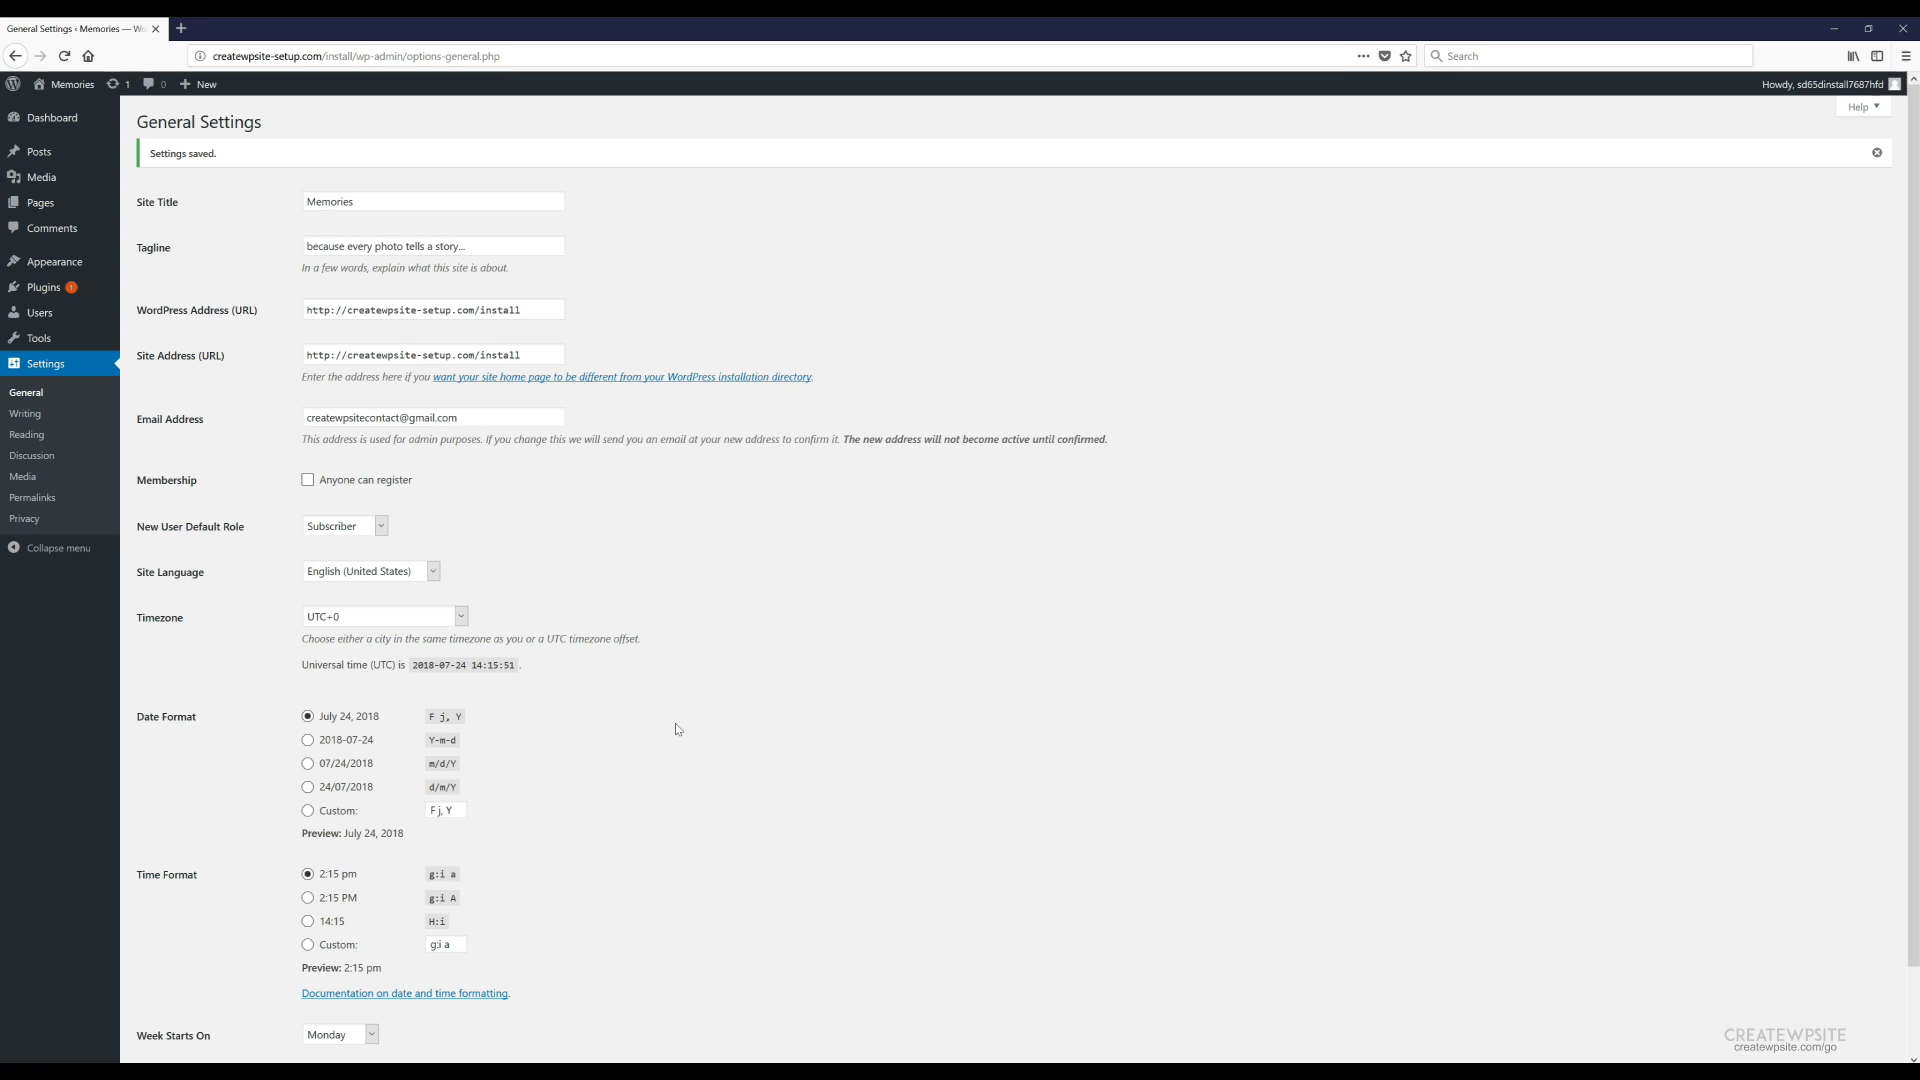 General Settings ‹ Memories — Wo
createwpsite-setup.com/install/wp-admin/options-general.php
Search
Memories 1 0 New
Howdy, sd65dinstall7687hfd
Help
Dashboard
Posts
Media
Pages
Comments
Appearance
Plugins 1
Users
Tools
Settings
General
Writing
Reading
Discussion
Media
Permalinks
Privacy
Collapse menu
General Settings
Settings saved.
Site Title Memories
Tagline because every photo tells a story...
In a few words, explain what this site is about.
WordPress Address (URL) http://createwpsite-setup.com/install
Site Address (URL) http://createwpsite-setup.com/install
Enter the address here if you want your site home page to be different from your WordPress installation directory.
Email Address createwpsitecontact@gmail.com
This address is used for admin purposes. If you change this we will send you an email at your new address to confirm it. The new address will not become active until confirmed.
Membership Anyone can register
New User Default Role Subscriber
Site Language English (United States)
Timezone UTC+0
Choose either a city in the same timezone as you or a UTC timezone offset.
Universal time (UTC) is 2018-07-24 14:15:51 .
Date Format July 24, 2018 F j, Y
2018-07-24 Y-m-d
07/24/2018 m/d/Y
24/07/2018 d/m/Y
Custom: F j, Y
Preview: July 24, 2018
Time Format 2:15 pm g:i a
2:15 PM g:i A
14:15 H:i
Custom: g:i a
Preview: 2:15 pm
Documentation on date and time formatting.
Week Starts On Monday
CREATEWPSITE
createwpsite.com/go